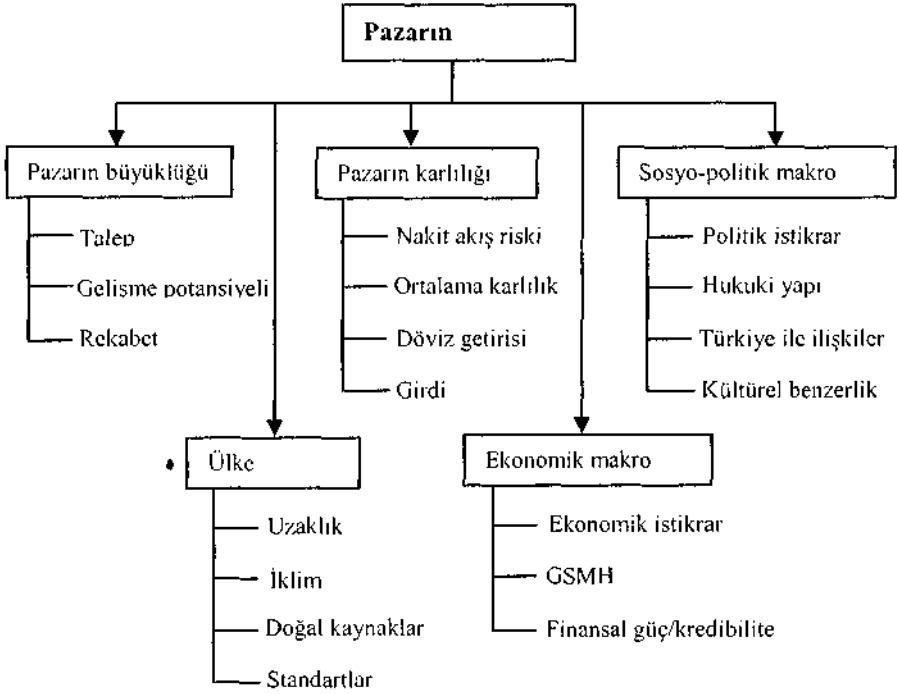 Pazarın
Pazarın büyüklüğü
Talep
Gelisme potansiyeli
Rekabet
Pazarın karlılığı
Nakit akış riski
Ortalama karlılık
Döviz getirisi
Girdi
Sosyo-politik makro
Politik istikrar
Hukuki yapı
Türkiye ile ilişkiler
Kültürel benzerlik
Ülke
Uzaklık
İklim
Doğal kaynaklar
Standartlar
Ekonomik makro
Ekonomik istikrar
GSMH
Finansal güç/kredibilite